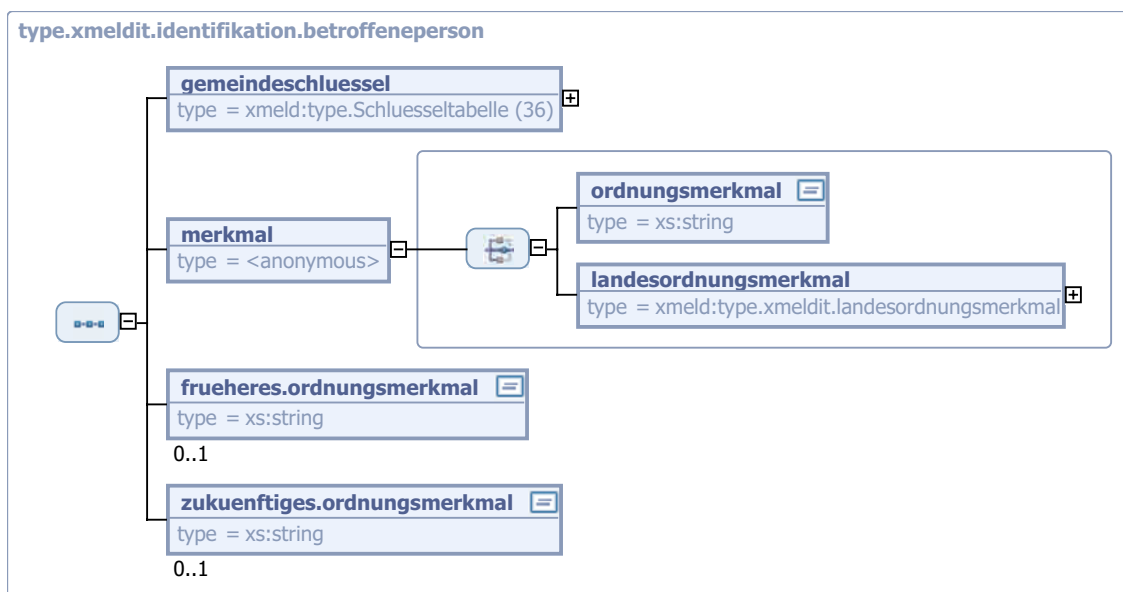 type.xmeldit.identifikation.betroffeneperson
gemeindeschluessel
type = xmeld:type.Schluesseltabelle (36)
merkmal
type = <anonymous>
ordnungsmerkmal
type = xs:string
landesordnungsmerkmal
type = xmeld:type.xmeldit.landesordnungsmerkmal
frueheres.ordnungsmerkmal
type = xs:string
0..1
zukuenftiges.ordnungsmerkmal
type = xs:string
0..1